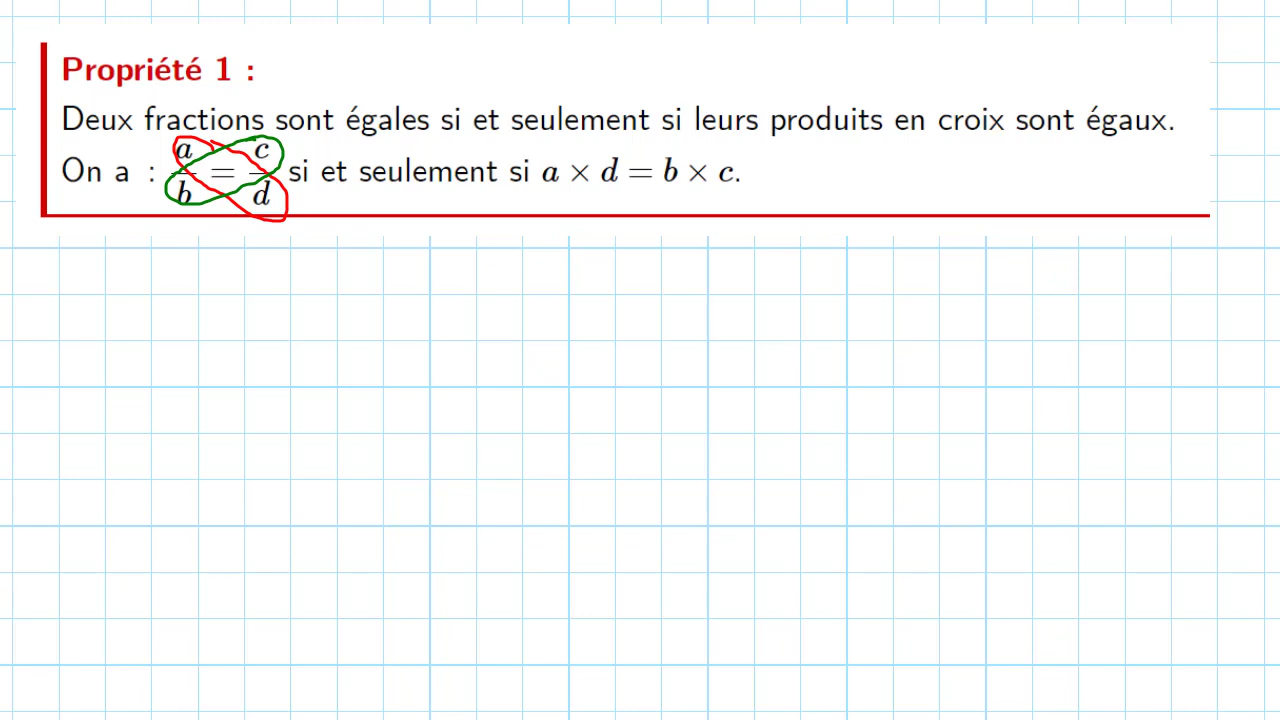 Propriété 1 :
Deux fractions sont égales si et seulement si leurs produits en croix sont égaux.
On a : a/b = c/d si et seulement si a × d = b × c.